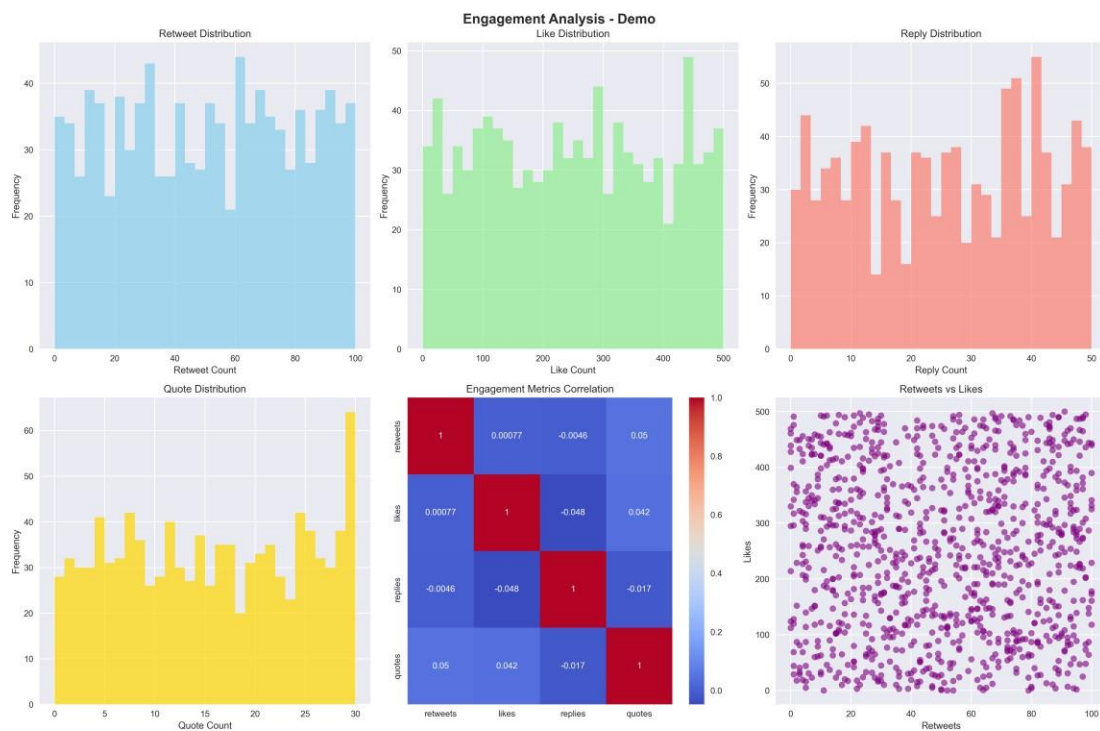 Engagement Analysis - Demo
Retweet Distribution
Like Distribution
Reply Distribution
Frequency
40
30
20
10
0
0 20 40 60 80 100
Retweet Count
Frequency
50
40
30
20
10
0
0 100 200 300 400 500
Like Count
Frequency
50
40
30
20
10
0
0 10 20 30 40 50
Reply Count
Quote Distribution
Frequency
60
50
40
30
20
10
0
0 5 10 15 20 25 30
Quote Count
Engagement Metrics Correlation
retweets
1 0.00077 -0.0046 0.05
likes
0.00077 1 -0.048 0.042
replies
-0.0046 -0.048 1 -0.017
quotes
0.05 0.042 -0.017 1
retweets likes replies quotes
1.0
0.8
0.6
0.4
0.2
0.0
Retweets vs Likes
Likes
500
400
300
200
100
0
0 20 40 60 80 100
Retweets